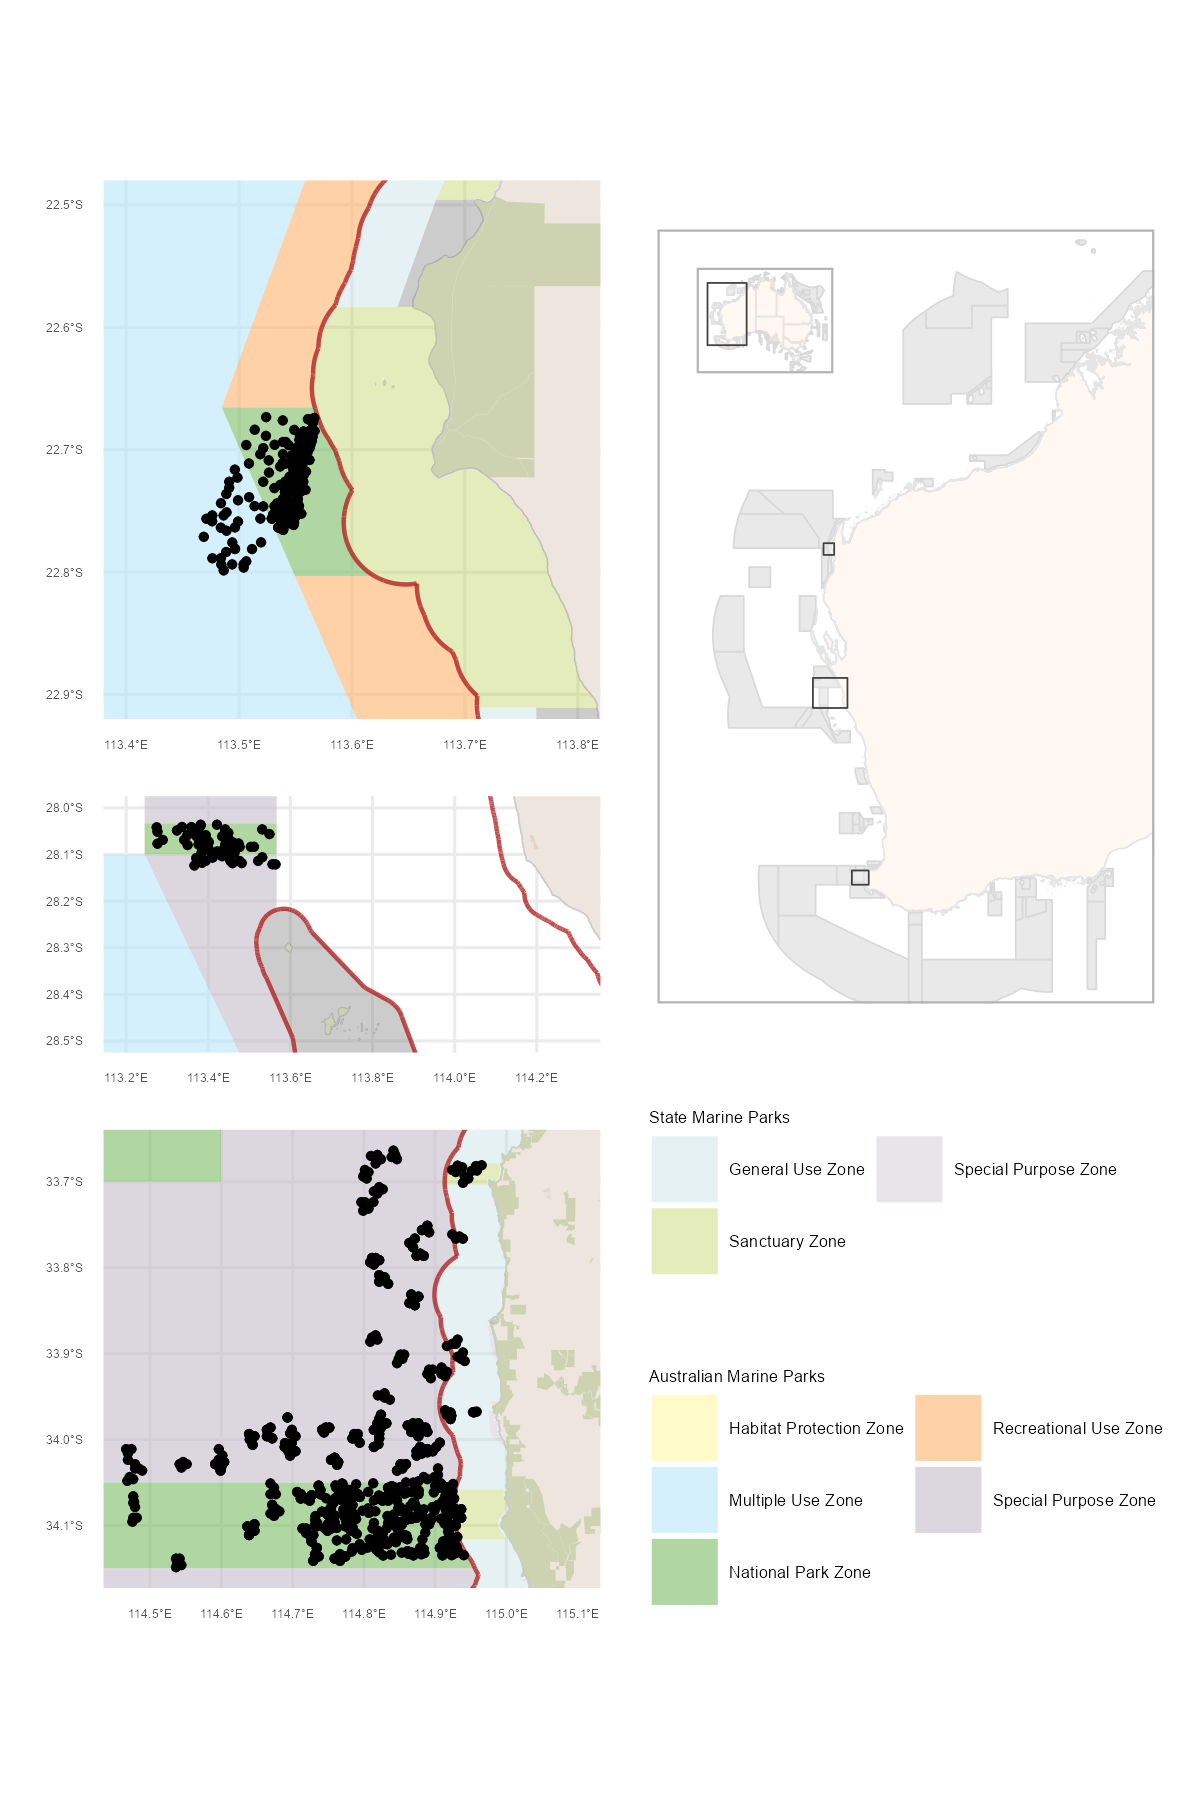 22.5°S
22.6°S
22.7°S
22.8°S
22.9°S
113.4°E 113.5°E 113.6°E 113.7°E 113.8°E
28.0°S
28.1°S
28.2°S
28.3°S
28.4°S
28.5°S
113.2°E 113.4°E 113.6°E 113.8°E 114.0°E 114.2°E
33.7°S
33.8°S
33.9°S
34.0°S
34.1°S
114.5°E 114.6°E 114.7°E 114.8°E 114.9°E 115.0°E 115.1°E
State Marine Parks
General Use Zone Special Purpose Zone
Sanctuary Zone
Australian Marine Parks
Habitat Protection Zone Recreational Use Zone
Multiple Use Zone Special Purpose Zone
National Park Zone